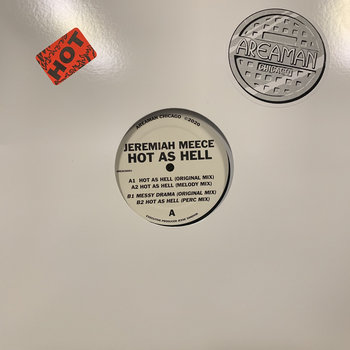 HOT
AREAMAN
CHICAGO
AREAMAN CHICAGO ©2020
JEREMIAH MEECE
HOT AS HELL
A1 HOT AS HELL (ORIGINAL MIX)
A2 HOT AS HELL (MELODY MIX)
B1 MESSY DRAMA (ORIGINAL MIX)
B2 HOT AS HELL (PERC MIX)
A